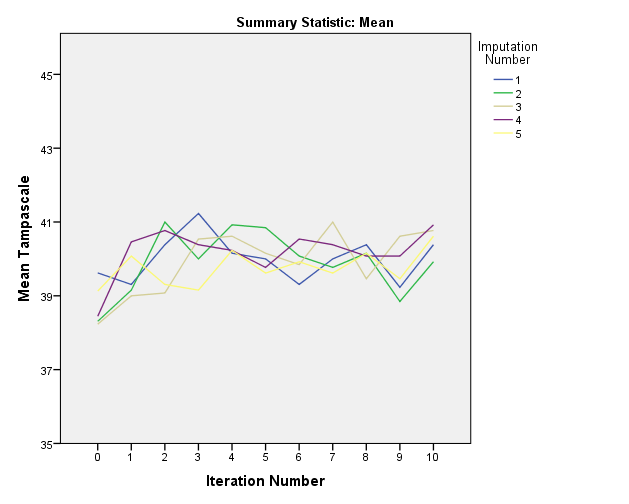 Summary Statistic: Mean
Imputation
Number
1
2
3
4
5
45
43
41
39
37
35
Mean Tampascale
0 1 2 3 4 5 6 7 8 9 10
Iteration Number